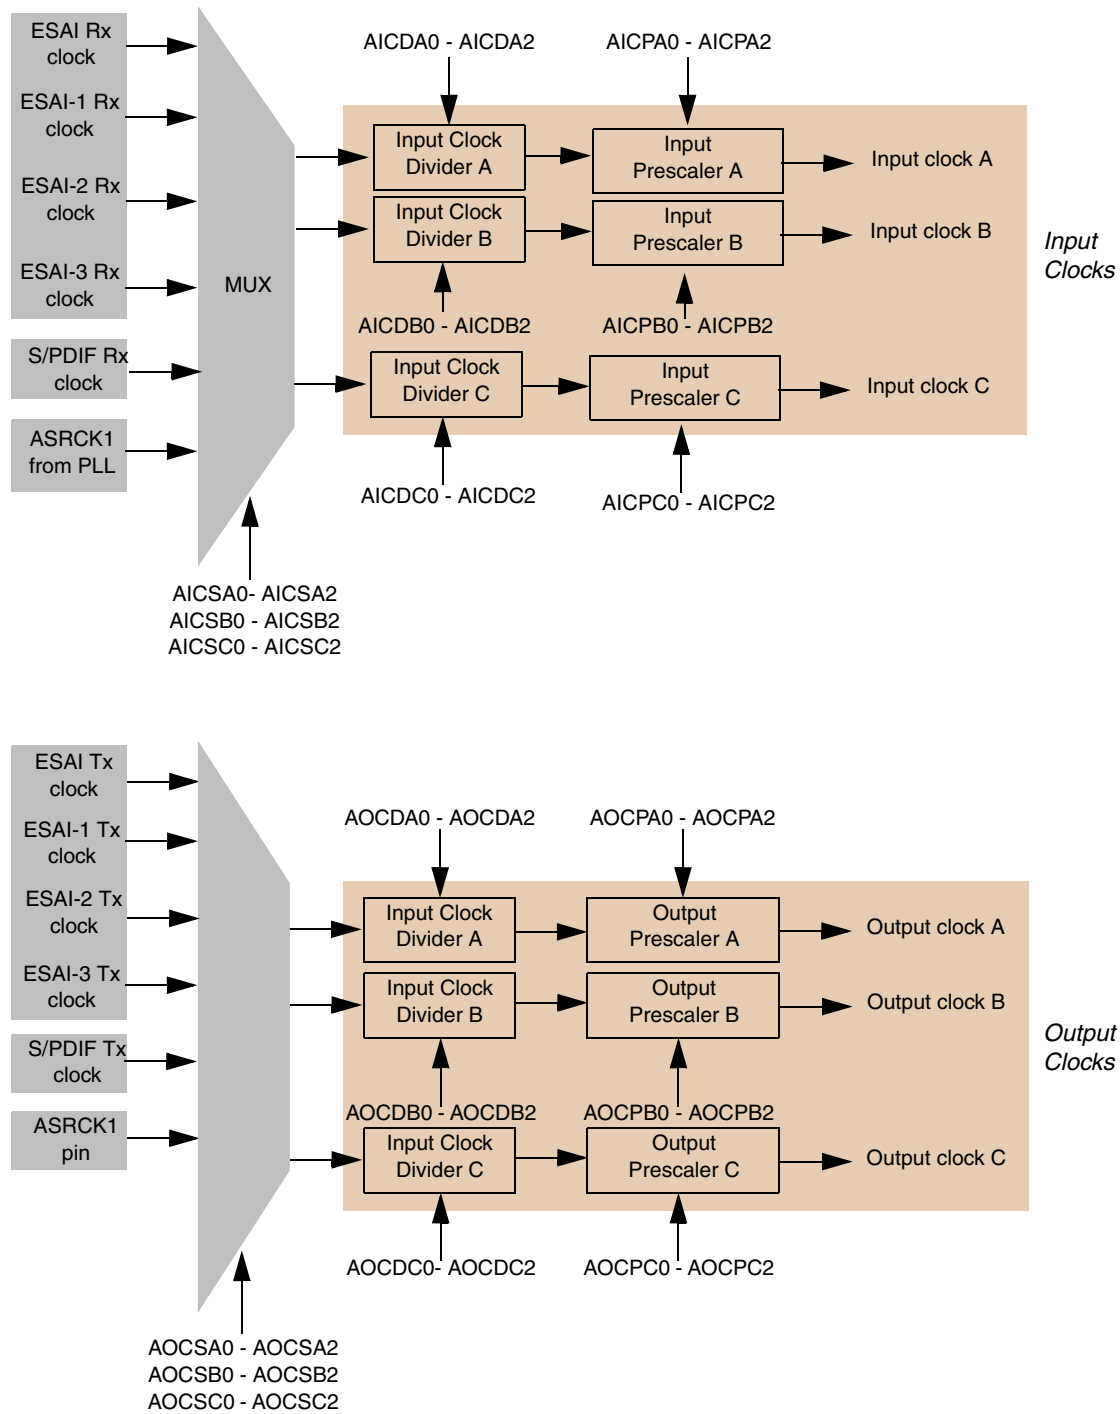 ESAI Rx
clock
ESAI-1 Rx
clock
ESAI-2 Rx
clock
ESAI-3 Rx
clock
S/PDIF Rx
clock
ASRCK1
from PLL
MUX
AICSA0- AICSA2
AICSB0 - AICSB2
AICSC0 - AICSC2
AICDA0 - AICDA2
AICPA0 - AICPA2
Input Clock
Divider A
Input
Prescaler A
Input clock A
Input Clock
Divider B
Input
Prescaler B
Input clock B
AICDB0 - AICDB2
AICPB0 - AICPB2
Input Clock
Divider C
Input
Prescaler C
Input clock C
AICDC0 - AICDC2
AICPC0 - AICPC2
Input
Clocks
ESAI Tx
clock
ESAI-1 Tx
clock
ESAI-2 Tx
clock
ESAI-3 Tx
clock
S/PDIF Tx
clock
ASRCK1
pin
AOCSA0 - AOCSA2
AOCSB0 - AOCSB2
AOCSC0 - AOCSC2
AOCDA0 - AOCDA2
AOCPA0 - AOCPA2
Input Clock
Divider A
Output
Prescaler A
Output clock A
Input Clock
Divider B
Output
Prescaler B
Output clock B
AOCDB0 - AOCDB2
AOCPB0 - AOCPB2
Input Clock
Divider C
Output
Prescaler C
Output clock C
AOCDC0- AOCDC2
AOCPC0 - AOCPC2
Output
Clocks